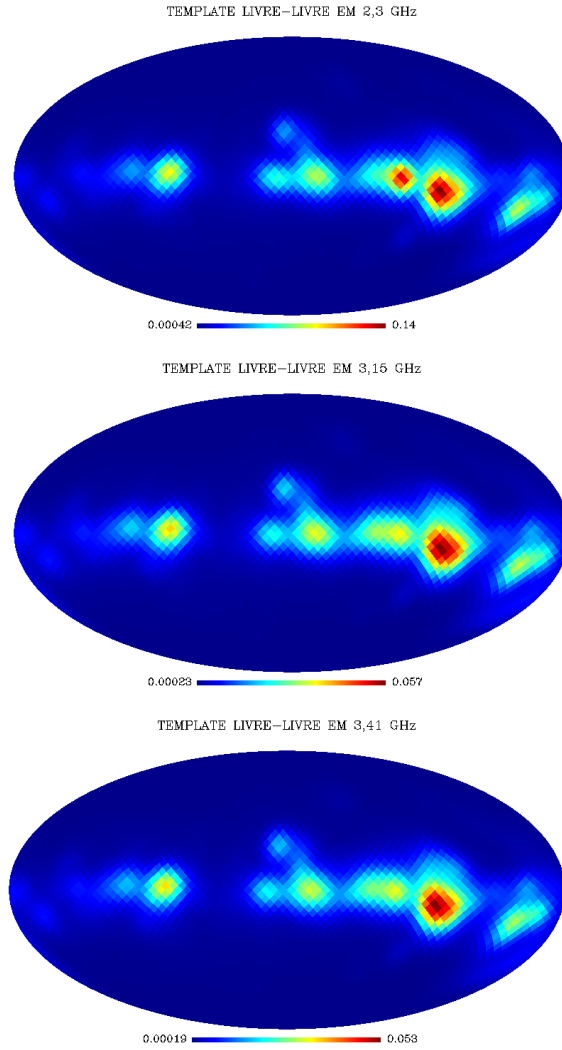 TEMPLATE LIVRE-LIVRE EM 2,3 GHz
0.00042 0.14
TEMPLATE LIVRE-LIVRE EM 3,15 GHz
0.00023 0.057
TEMPLATE LIVRE-LIVRE EM 3,41 GHz
0.00019 0.053